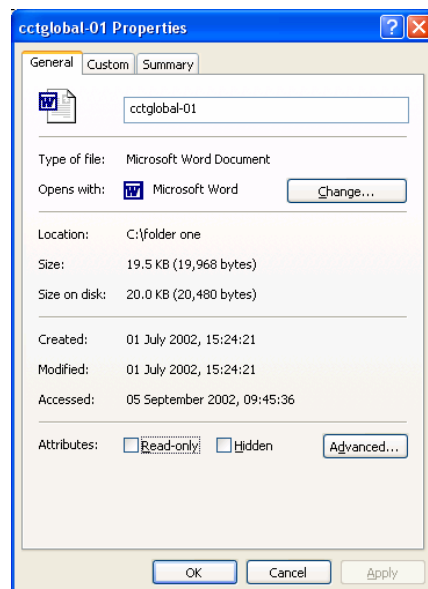 cctglobal-01 Properties
General Custom Summary
cctglobal-01
Type of file: Microsoft Word Document
Opens with: Microsoft Word Change...
Location: C:\folder one
Size: 19.5 KB (19,968 bytes)
Size on disk: 20.0 KB (20,480 bytes)
Created: 01 July 2002, 15:24:21
Modified: 01 July 2002, 15:24:21
Accessed: 05 September 2002, 09:45:36
Attributes: Read-only Hidden Advanced...
OK Cancel Apply